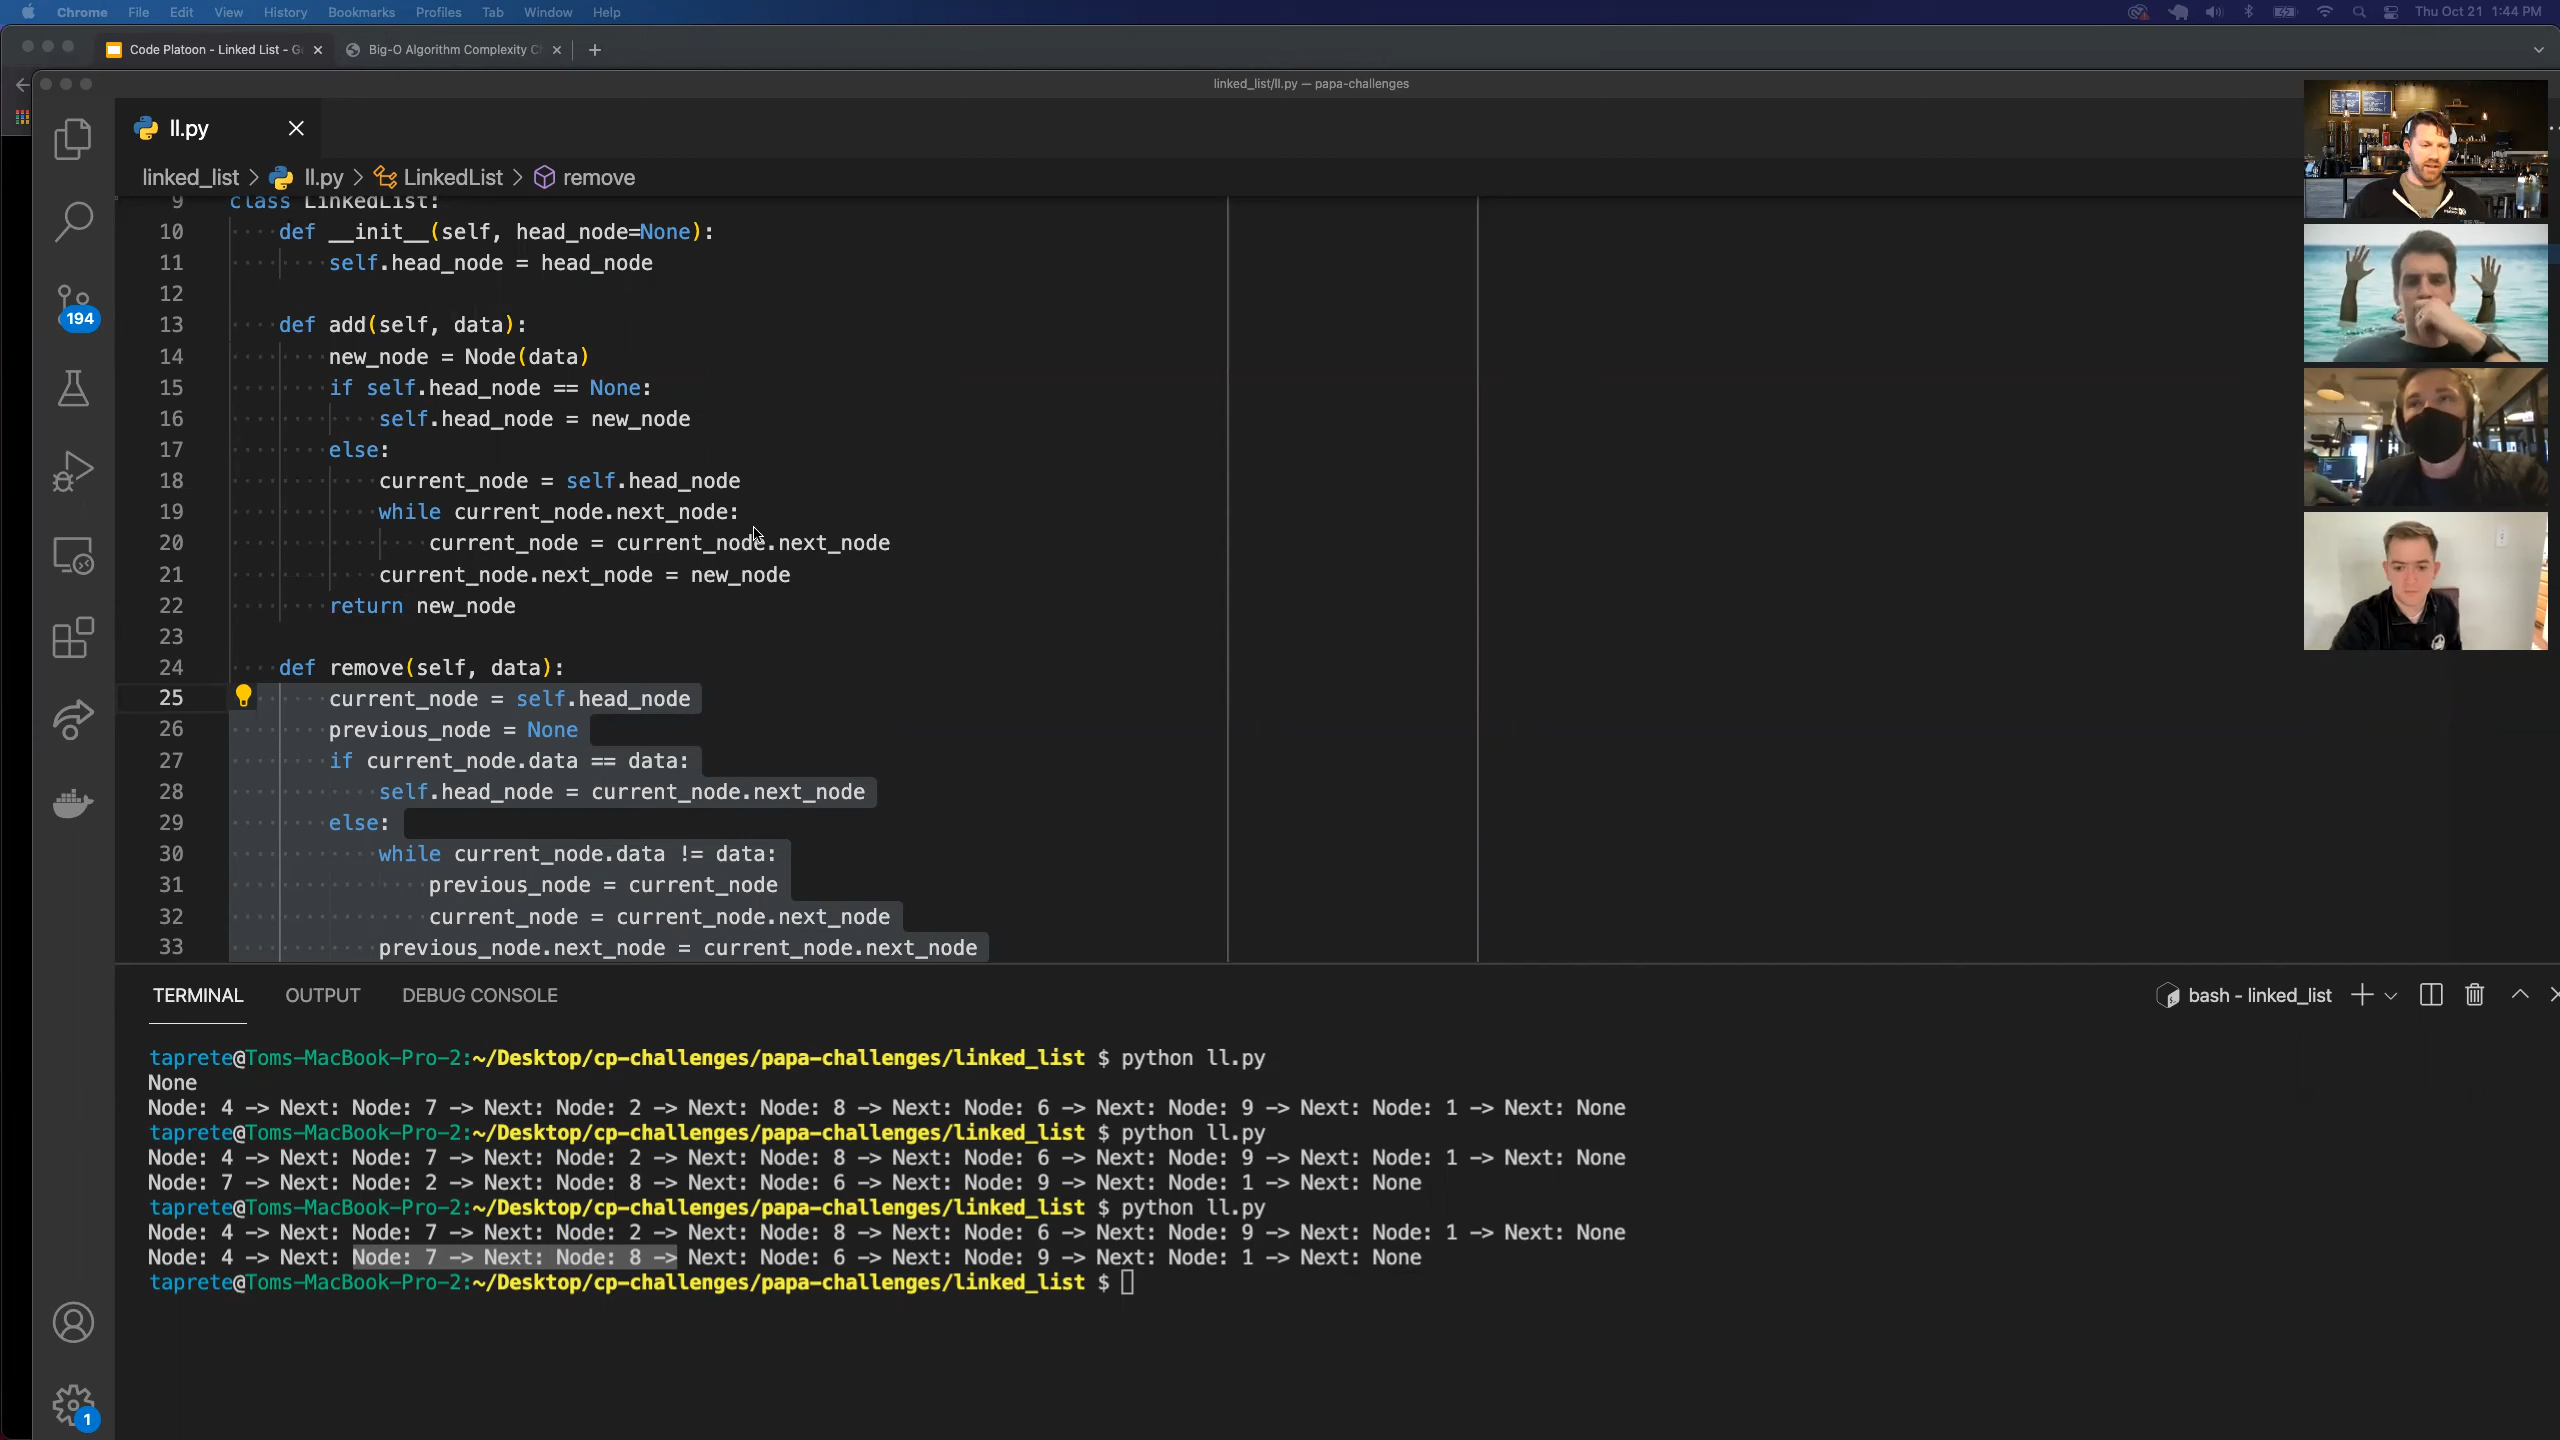 Chrome File Edit View History Bookmarks Profiles Tab Window Help Thu Oct 21 1:44 PM
Code Platoon - Linked List - Go Big-O Algorithm Complexity C
linked_list/ll.py — papa-challenges
ll.py
linked_list > ll.py > LinkedList > remove
9 class LinkedList:
10 def __init__(self, head_node=None):
11 self.head_node = head_node
12
13 def add(self, data):
14 new_node = Node(data)
15 if self.head_node == None:
16 self.head_node = new_node
17 else:
18 current_node = self.head_node
19 while current_node.next_node:
20 current_node = current_node.next_node
21 current_node.next_node = new_node
22 return new_node
23
24 def remove(self, data):
25 current_node = self.head_node
26 previous_node = None
27 if current_node.data == data:
28 self.head_node = current_node.next_node
29 else:
30 while current_node.data != data:
31 previous_node = current_node
32 current_node = current_node.next_node
33 previous_node.next_node = current_node.next_node
194
1
TERMINAL OUTPUT DEBUG CONSOLE bash - linked_list
taprete@Toms-MacBook-Pro-2:~/Desktop/cp-challenges/papa-challenges/linked_list $ python ll.py
None
Node: 4 -> Next: Node: 7 -> Next: Node: 2 -> Next: Node: 8 -> Next: Node: 6 -> Next: Node: 9 -> Next: Node: 1 -> Next: None
taprete@Toms-MacBook-Pro-2:~/Desktop/cp-challenges/papa-challenges/linked_list $ python ll.py
Node: 4 -> Next: Node: 7 -> Next: Node: 2 -> Next: Node: 8 -> Next: Node: 6 -> Next: Node: 9 -> Next: Node: 1 -> Next: None
Node: 7 -> Next: Node: 2 -> Next: Node: 8 -> Next: Node: 6 -> Next: Node: 9 -> Next: Node: 1 -> Next: None
taprete@Toms-MacBook-Pro-2:~/Desktop/cp-challenges/papa-challenges/linked_list $ python ll.py
Node: 4 -> Next: Node: 7 -> Next: Node: 2 -> Next: Node: 8 -> Next: Node: 6 -> Next: Node: 9 -> Next: Node: 1 -> Next: None
Node: 4 -> Next: Node: 7 -> Next: Node: 8 -> Next: Node: 6 -> Next: Node: 9 -> Next: Node: 1 -> Next: None
taprete@Toms-MacBook-Pro-2:~/Desktop/cp-challenges/papa-challenges/linked_list $